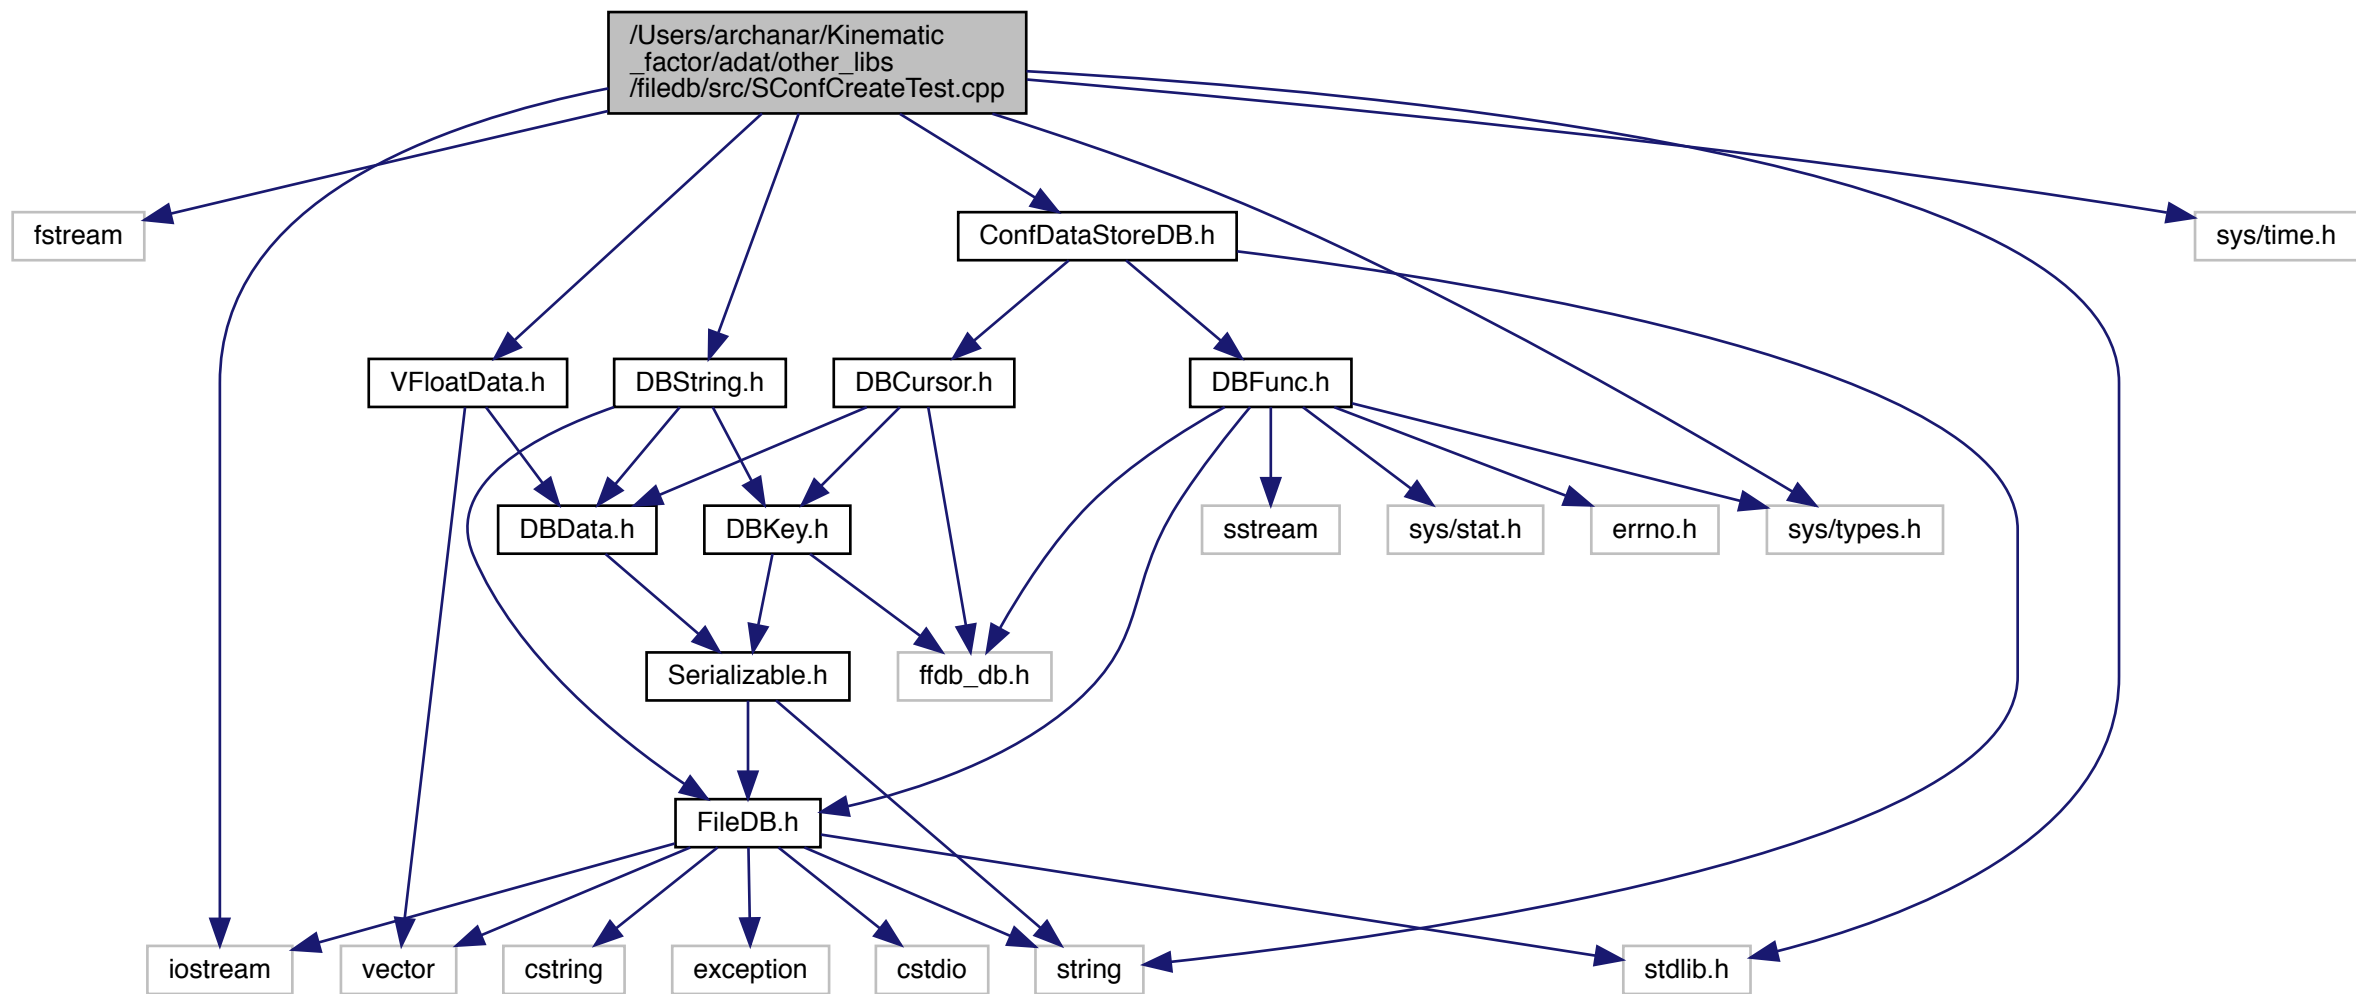 /Users/archanar/Kinematic
_factor/adat/other_libs
/filedb/src/SConfCreateTest.cpp
fstream
ConfDataStoreDB.h
sys/time.h
VFloatData.h
DBString.h
DBCursor.h
DBFunc.h
DBData.h
DBKey.h
sstream
sys/stat.h
errno.h
sys/types.h
Serializable.h
ffdb_db.h
FileDB.h
iostream
vector
cstring
exception
cstdio
string
stdlib.h